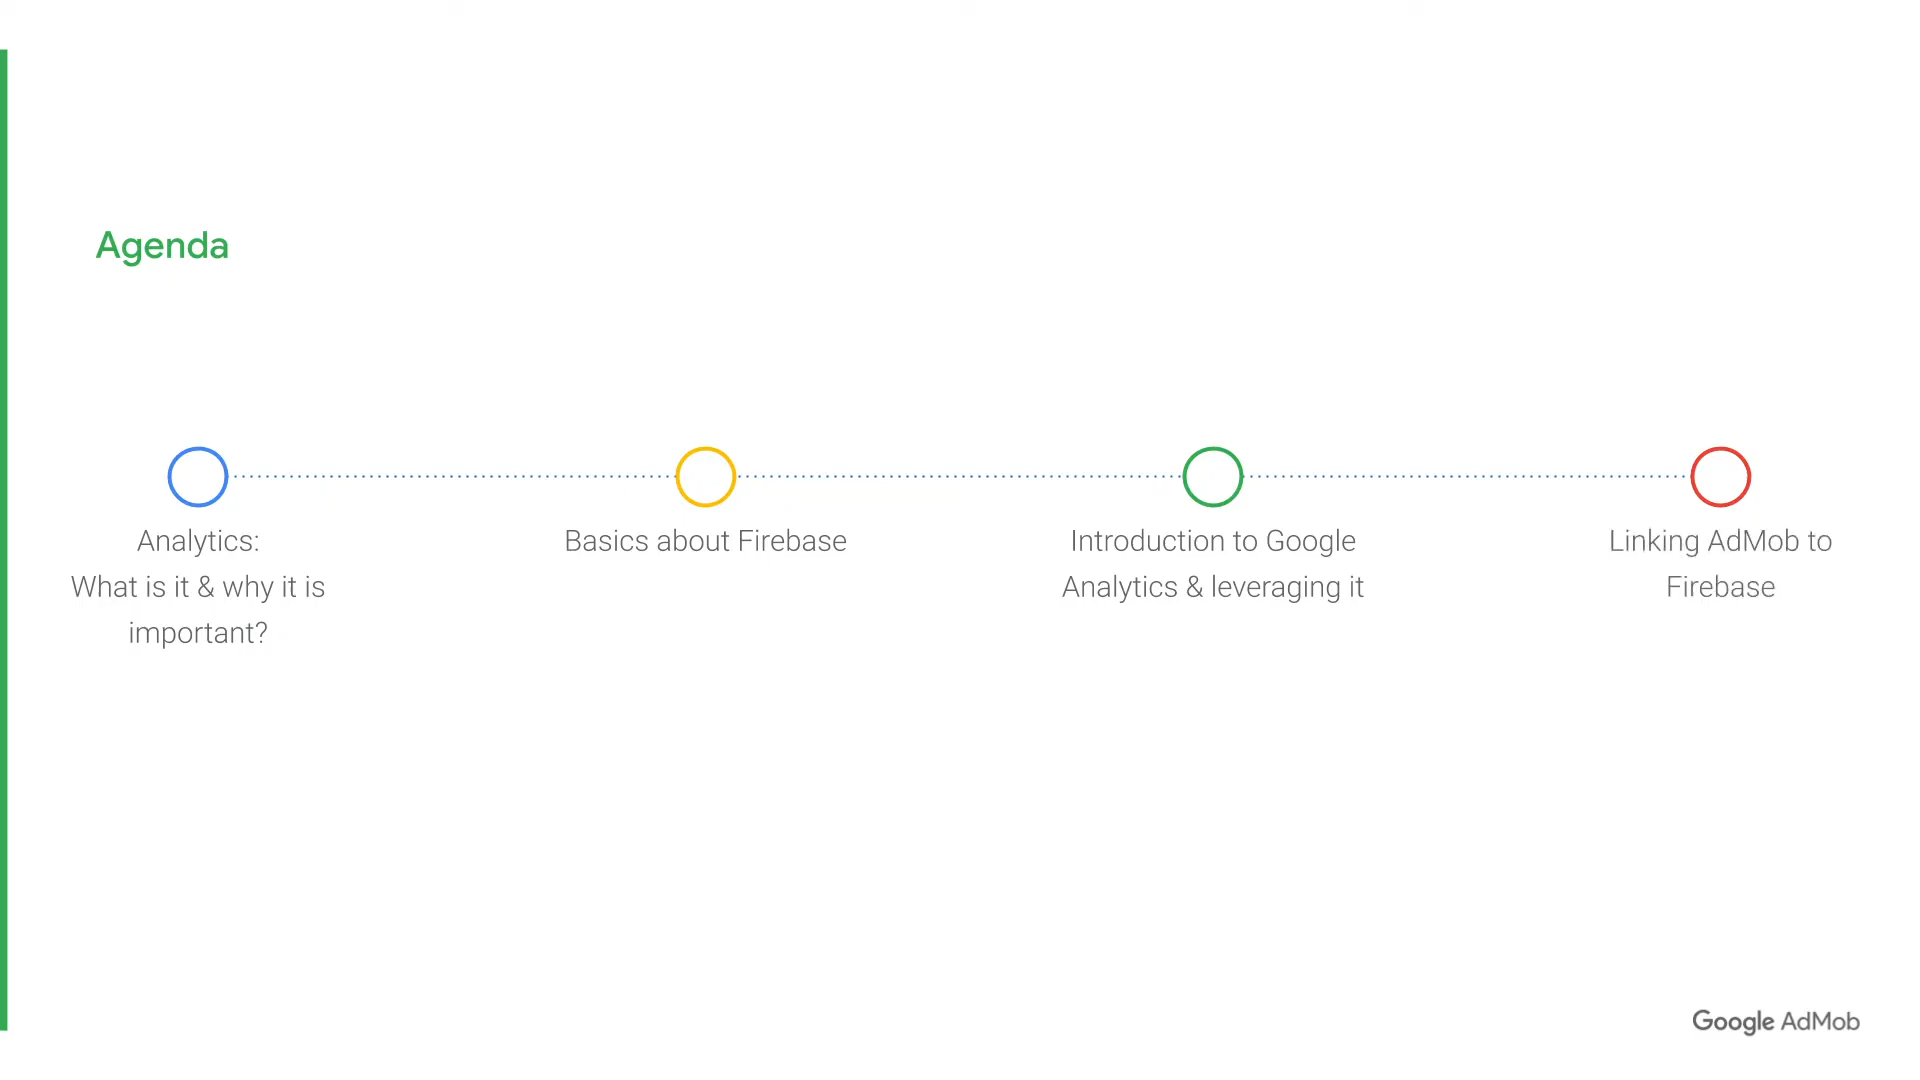 Agenda
Analytics:
What is it & why it is
important?
Basics about Firebase
Introduction to Google
Analytics & leveraging it
Linking AdMob to
Firebase
Google AdMob